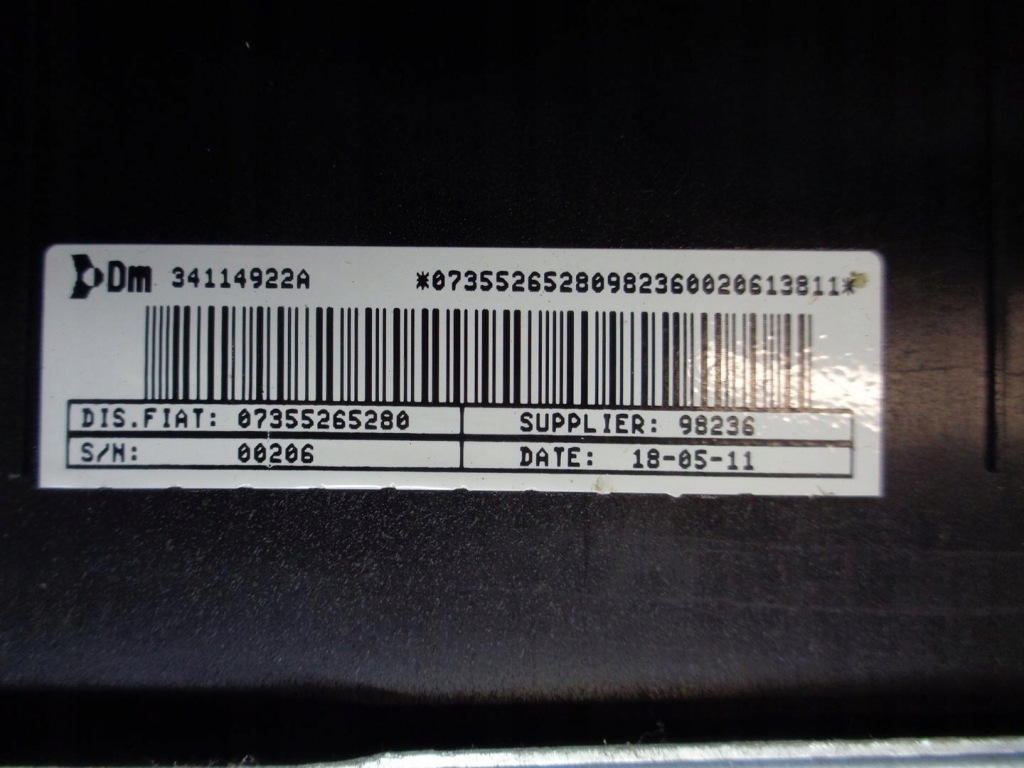 Dm 34114922A *07355265280982360020613811*
DIS.FIAT: 07355265280 SUPPLIER: 98236
S/N: 00206 DATE: 18-05-11